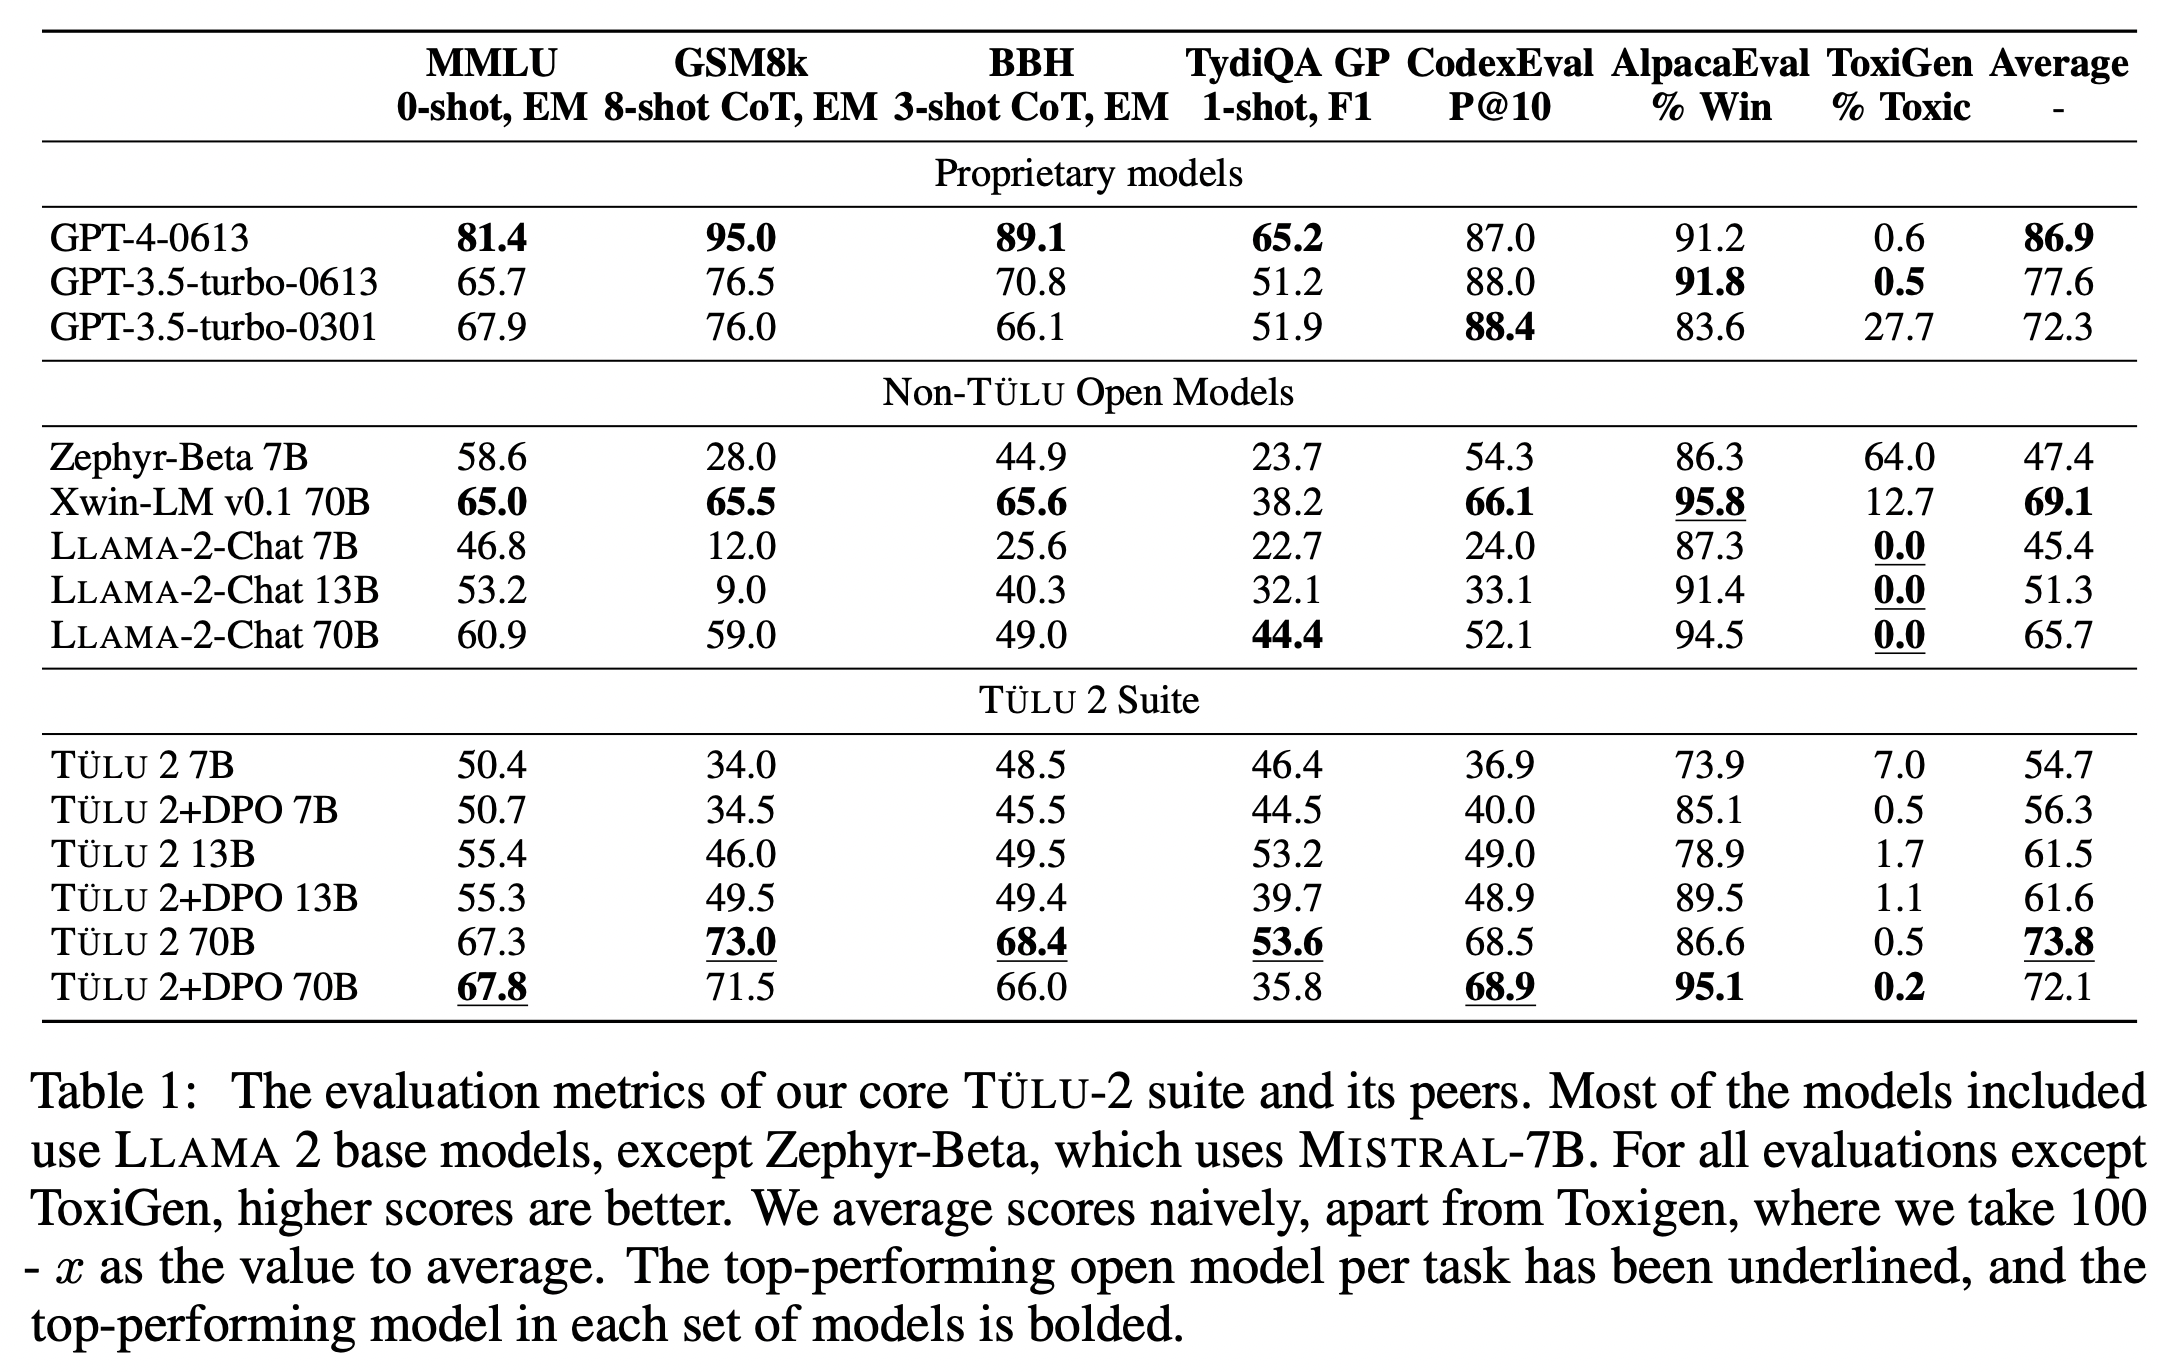 MMLU GSM8k BBH TydiQA GP CodexEval AlpacaEval ToxiGen Average
0-shot, EM 8-shot CoT, EM 3-shot CoT, EM 1-shot, F1 P@10 % Win % Toxic -
Proprietary models
GPT-4-0613 81.4 95.0 89.1 65.2 87.0 91.2 0.6 86.9
GPT-3.5-turbo-0613 65.7 76.5 70.8 51.2 88.0 91.8 0.5 77.6
GPT-3.5-turbo-0301 67.9 76.0 66.1 51.9 88.4 83.6 27.7 72.3
Non-TÜLU Open Models
Zephyr-Beta 7B 58.6 28.0 44.9 23.7 54.3 86.3 64.0 47.4
Xwin-LM v0.1 70B 65.0 65.5 65.6 38.2 66.1 95.8 12.7 69.1
LLAMA-2-Chat 7B 46.8 12.0 25.6 22.7 24.0 87.3 0.0 45.4
LLAMA-2-Chat 13B 53.2 9.0 40.3 32.1 33.1 91.4 0.0 51.3
LLAMA-2-Chat 70B 60.9 59.0 49.0 44.4 52.1 94.5 0.0 65.7
TÜLU 2 Suite
TÜLU 2 7B 50.4 34.0 48.5 46.4 36.9 73.9 7.0 54.7
TÜLU 2+DPO 7B 50.7 34.5 45.5 44.5 40.0 85.1 0.5 56.3
TÜLU 2 13B 55.4 46.0 49.5 53.2 49.0 78.9 1.7 61.5
TÜLU 2+DPO 13B 55.3 49.5 49.4 39.7 48.9 89.5 1.1 61.6
TÜLU 2 70B 67.3 73.0 68.4 53.6 68.5 86.6 0.5 73.8
TÜLU 2+DPO 70B 67.8 71.5 66.0 35.8 68.9 95.1 0.2 72.1
Table 1: The evaluation metrics of our core TÜLU-2 suite and its peers. Most of the models included
use LLAMA 2 base models, except Zephyr-Beta, which uses MISTRAL-7B. For all evaluations except
ToxiGen, higher scores are better. We average scores naively, apart from Toxigen, where we take 100
- x as the value to average. The top-performing open model per task has been underlined, and the
top-performing model in each set of models is bolded.